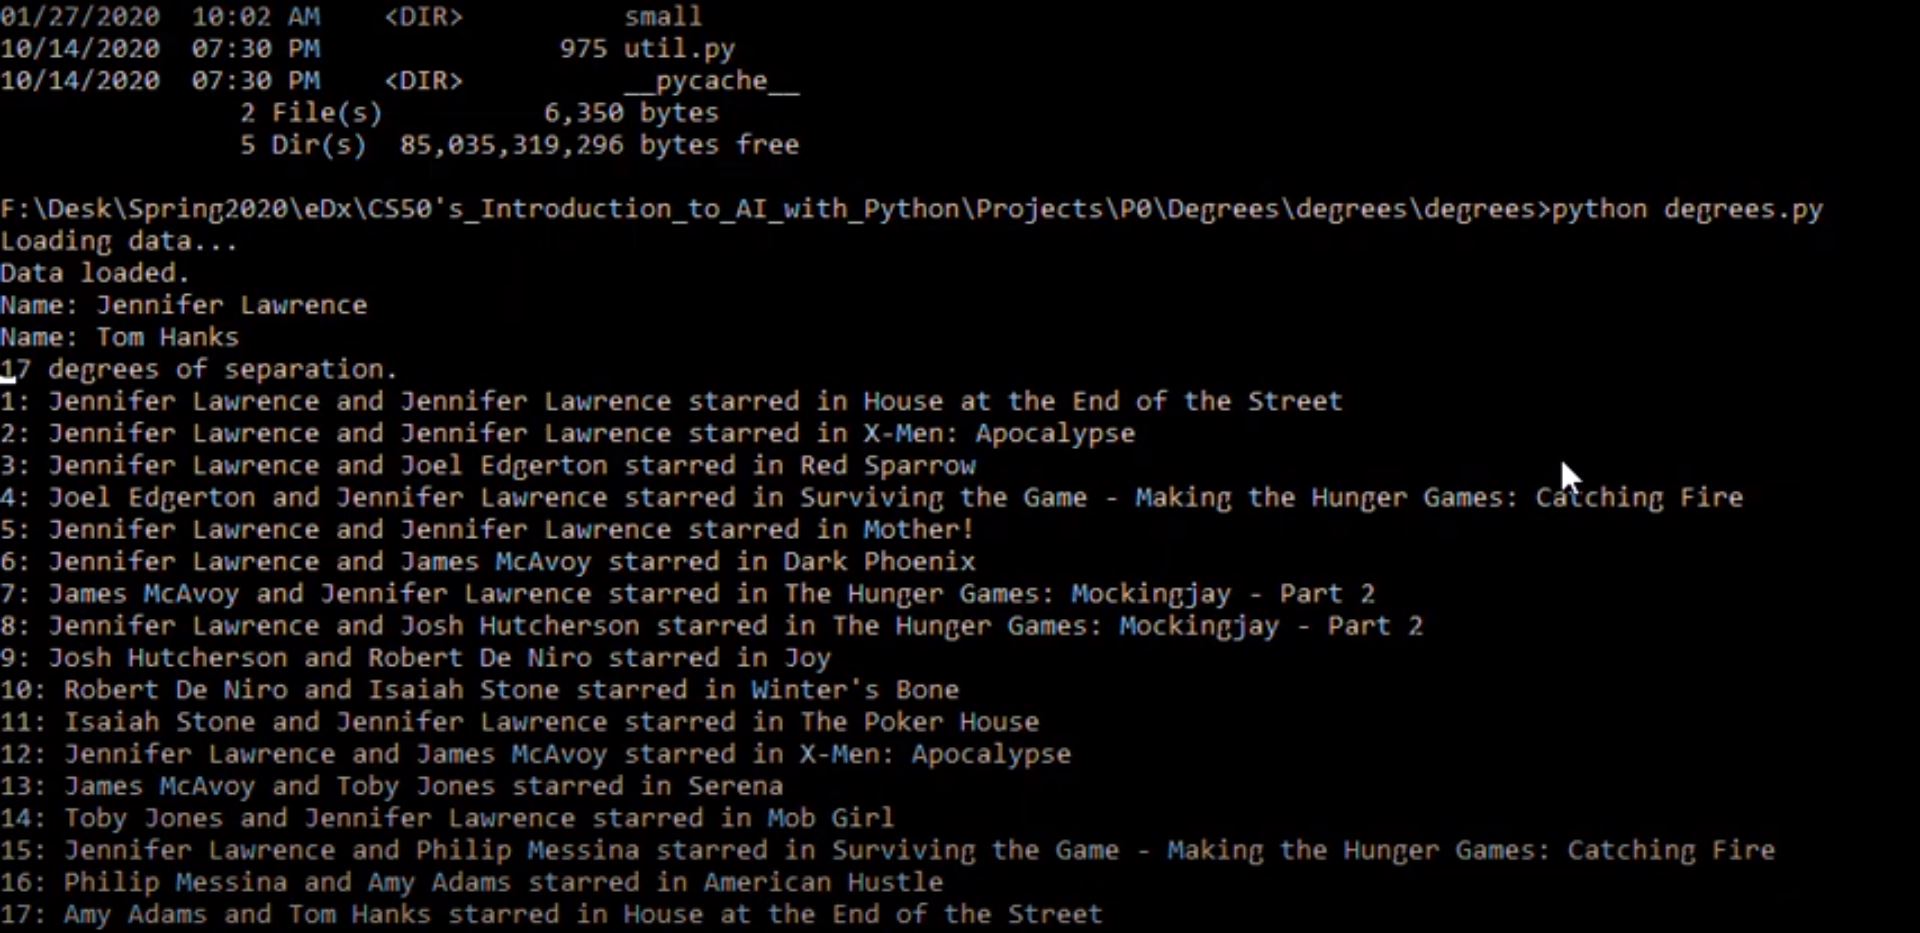 01/27/2020  10:02 AM    <DIR>          small
10/14/2020  07:30 PM               975 util.py
10/14/2020  07:30 PM    <DIR>          __pycache__
               2 File(s)          6,350 bytes
               5 Dir(s)  85,035,319,296 bytes free
F:\Desk\Spring2020\eDx\CS50's_Introduction_to_AI_with_Python\Projects\P0\Degrees\degrees\degrees>python degrees.py
Loading data...
Data loaded.
Name: Jennifer Lawrence
Name: Tom Hanks
17 degrees of separation.
1: Jennifer Lawrence and Jennifer Lawrence starred in House at the End of the Street
2: Jennifer Lawrence and Jennifer Lawrence starred in X-Men: Apocalypse
3: Jennifer Lawrence and Joel Edgerton starred in Red Sparrow
4: Joel Edgerton and Jennifer Lawrence starred in Surviving the Game - Making the Hunger Games: Catching Fire
5: Jennifer Lawrence and Jennifer Lawrence starred in Mother!
6: Jennifer Lawrence and James McAvoy starred in Dark Phoenix
7: James McAvoy and Jennifer Lawrence starred in The Hunger Games: Mockingjay - Part 2
8: Jennifer Lawrence and Josh Hutcherson starred in The Hunger Games: Mockingjay - Part 2
9: Josh Hutcherson and Robert De Niro starred in Joy
10: Robert De Niro and Isaiah Stone starred in Winter's Bone
11: Isaiah Stone and Jennifer Lawrence starred in The Poker House
12: Jennifer Lawrence and James McAvoy starred in X-Men: Apocalypse
13: James McAvoy and Toby Jones starred in Serena
14: Toby Jones and Jennifer Lawrence starred in Mob Girl
15: Jennifer Lawrence and Philip Messina starred in Surviving the Game - Making the Hunger Games: Catching Fire
16: Philip Messina and Amy Adams starred in American Hustle
17: Amy Adams and Tom Hanks starred in House at the End of the Street